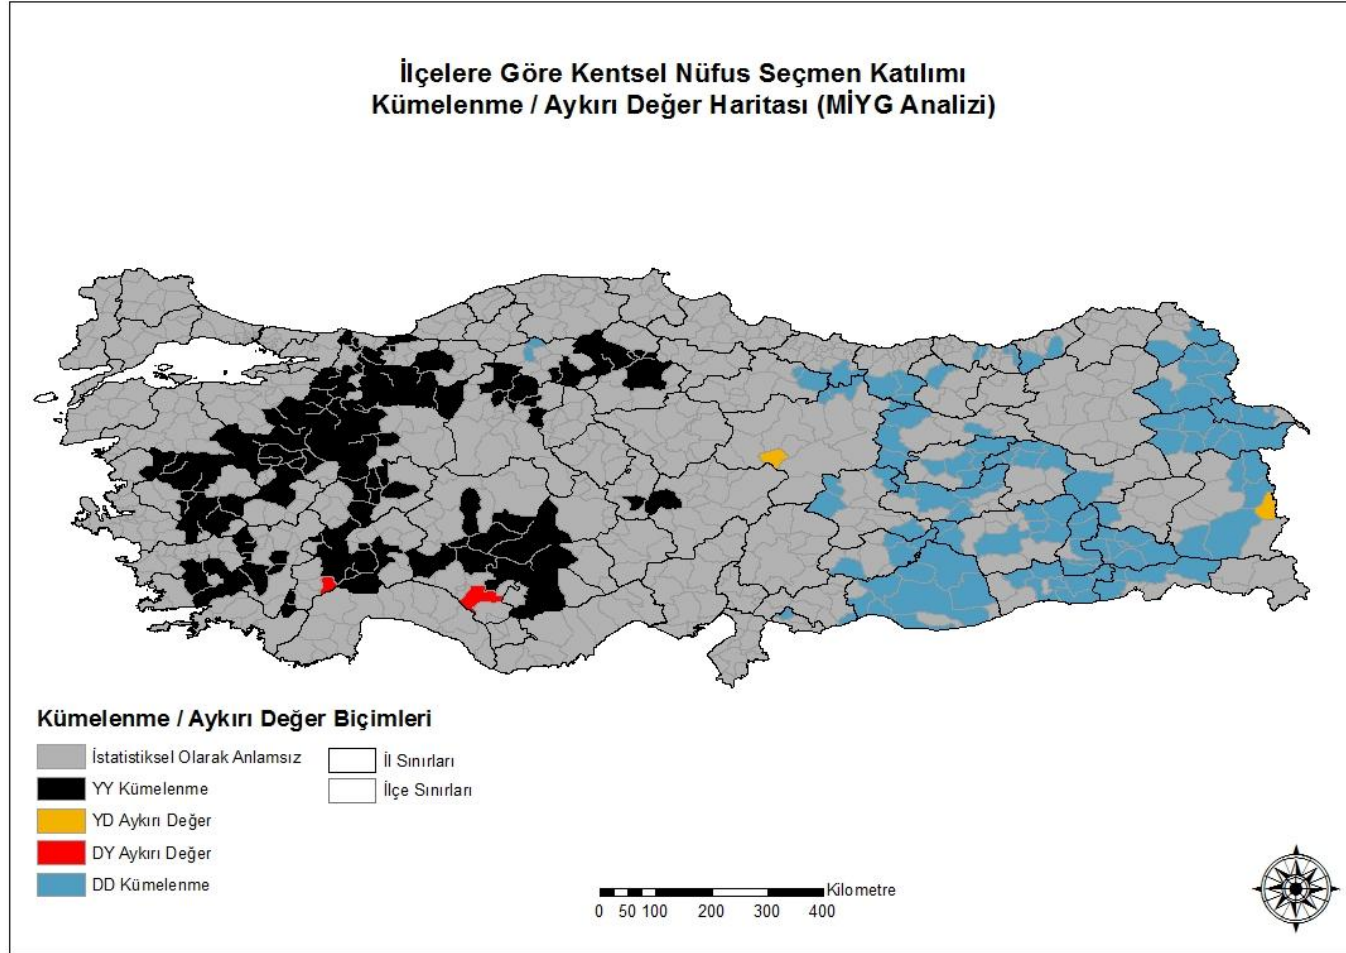 İlçelere Göre Kentsel Nüfus Seçmen Katılımı
Kümelenme / Aykırı Değer Haritası (MİYG Analizi)
Kümelenme / Aykırı Değer Biçimleri
İstatistiksel Olarak Anlamsız
YY Kümelenme
YD Aykırı Değer
DY Aykırı Değer
DD Kümelenme
İl Sınırları
İlçe Sınırları
Kilometre
0 50 100 200 300 400